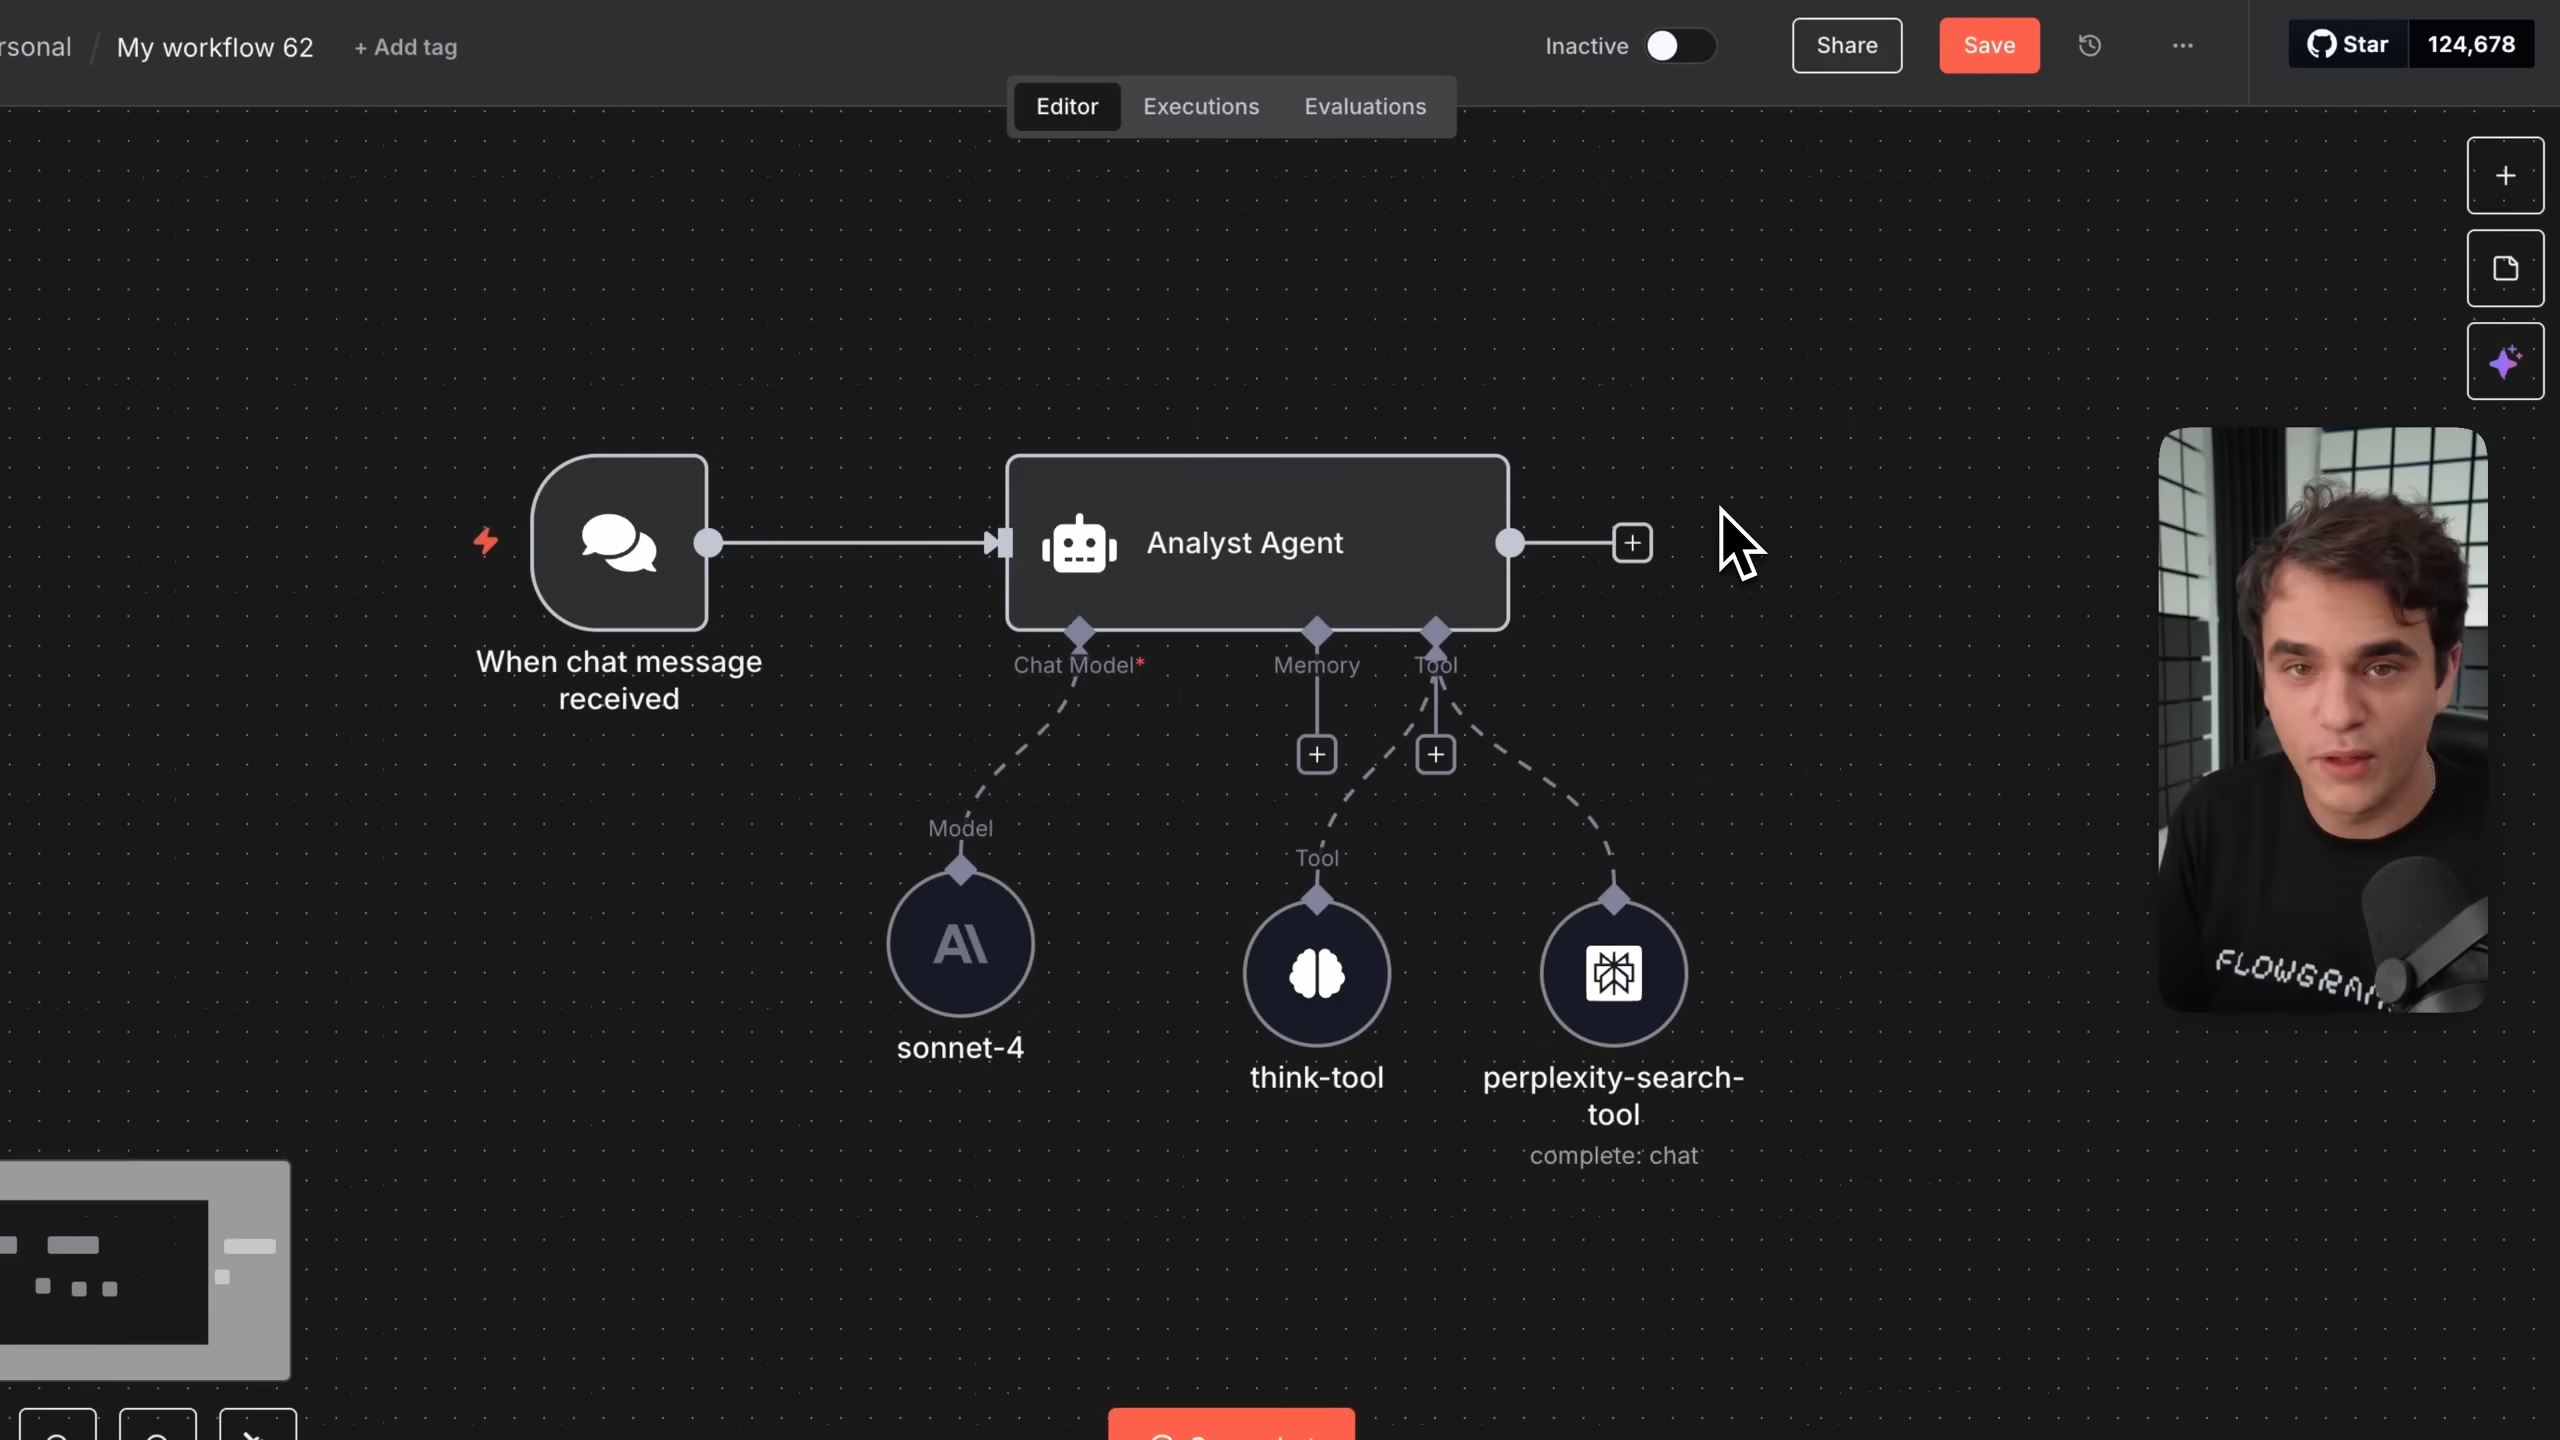 rsonal / My workflow 62 + Add tag
Inactive
Share
Save
Star
124,678
Editor
Executions
Evaluations
Analyst Agent
When chat message
received
Chat Model*
Memory
Tool
Model
Tool
sonnet-4
think-tool
perplexity-search-
tool
complete: chat
FLOWGRAM